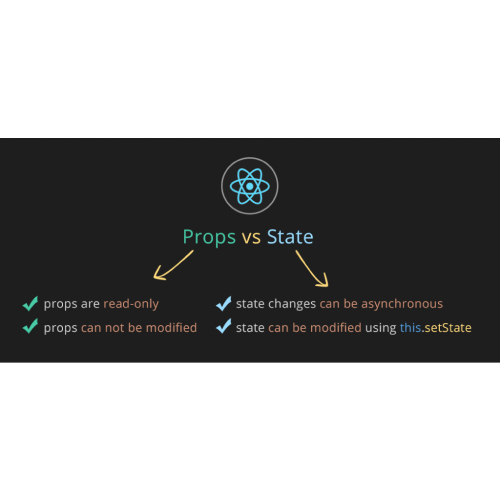 Props vs State
props are read-only
props can not be modified
state changes can be asynchronous
state can be modified using this.setState